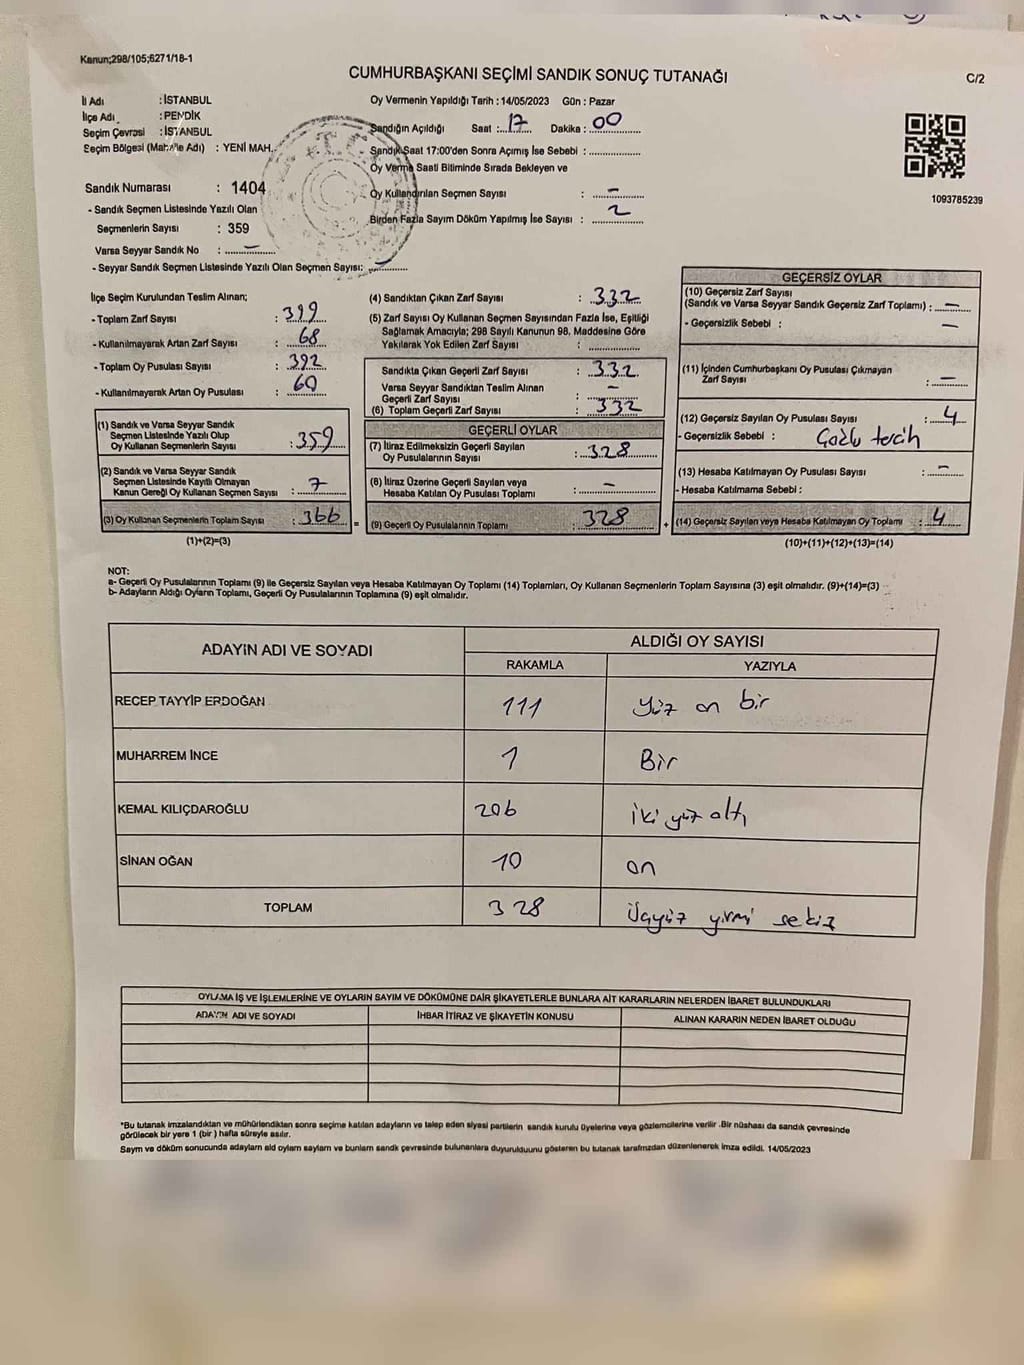 Kanun;298/105;6271/18-1
CUMHURBAŞKANI SEÇİMİ SANDIK SONUÇ TUTANAĞI
C/2
İl Adı : İSTANBUL
İlçe Adı : PENDİK
Seçim Çevresi : İSTANBUL
Seçim Bölgesi (Mahalle Adı) : YENİ MAH.
Oy Vermenin Yapıldığı Tarih : 14/05/2023 Gün : Pazar
Sandığın Açıldığı Saat : 17 Dakika : 00
Sandık Saat 17:00'den Sonra Açımış İse Sebebi :
Oy Verme Saati Bitiminde Sırada Bekleyen ve
Oy Kullandırılan Seçmen Sayısı : –
Birden Fazla Sayım Döküm Yapılmış İse Sayısı : 2
1093785239
Sandık Numarası : 1404
- Sandık Seçmen Listesinde Yazılı Olan
Seçmenlerin Sayısı : 359
Varsa Seyyar Sandık No : –
- Seyyar Sandık Seçmen Listesinde Yazılı Olan Seçmen Sayısı: –
İlçe Seçim Kurulundan Teslim Alınan;
- Toplam Zarf Sayısı : 399
- Kullanılmayarak Artan Zarf Sayısı : 68
- Toplam Oy Pusulası Sayısı : 392
- Kullanılmayarak Artan Oy Pusulası : 60
(1) Sandık ve Varsa Seyyar Sandık
Seçmen Listesinde Yazılı Olup
Oy Kullanan Seçmenlerin Sayısı : 359
(2) Sandık ve Varsa Seyyar Sandık
Seçmen Listesinde Kayıtlı Olmayan
Kanun Gereği Oy Kullanan Seçmen Sayısı : 7
(3) Oy Kullanan Seçmenlerin Toplam Sayısı : 366
(1)+(2)=(3)
(4) Sandıktan Çıkan Zarf Sayısı : 332
(5) Zarf Sayısı Oy Kullanan Seçmen Sayısından Fazla İse, Eşitliği
Sağlamak Amacıyla; 298 Sayılı Kanunun 98. Maddesine Göre
Yakılarak Yok Edilen Zarf Sayısı :
Sandıkta Çıkan Geçerli Zarf Sayısı : 332
Varsa Seyyar Sandıktan Teslim Alınan
Geçerli Zarf Sayısı : –
(6) Toplam Geçerli Zarf Sayısı : 332
GEÇERLİ OYLAR
(7) İtiraz Edilmeksizin Geçerli Sayılan
Oy Pusulalarının Sayısı : 328
(8) İtiraz Üzerine Geçerli Sayılan veya
Hesaba Katılan Oy Pusulası Toplamı : –
= (9) Geçerli Oy Pusulalarının Toplamı : 328 +
GEÇERSİZ OYLAR
(10) Geçersiz Zarf Sayısı
(Sandık ve Varsa Seyyar Sandık Geçersiz Zarf Toplamı) : –
- Geçersizlik Sebebi : –
(11) İçinden Cumhurbaşkanı Oy Pusulası Çıkmayan
Zarf Sayısı : –
(12) Geçersiz Sayılan Oy Pusulası Sayısı : 4
- Geçersizlik Sebebi : Çoklu tercih
(13) Hesaba Katılmayan Oy Pusulası Sayısı : –
- Hesaba Katılmama Sebebi :
(14) Geçersiz Sayılan veya Hesaba Katılmayan Oy Toplamı : 4
(10)+(11)+(12)+(13)=(14)
NOT:
a- Geçerli Oy Pusulalarının Toplamı (9) ile Geçersiz Sayılan veya Hesaba Katılmayan Oy Toplamı (14) Toplamları, Oy Kullanan Seçmenlerin Toplam Sayısına (3) eşit olmalıdır. (9)+(14)=(3)
b- Adayların Aldığı Oyların Toplamı, Geçerli Oy Pusulalarının Toplamına (9) eşit olmalıdır.
ADAYIN ADI VE SOYADI ALDIĞI OY SAYISI
RAKAMLA YAZIYLA
RECEP TAYYİP ERDOĞAN 111 Yüz on bir
MUHARREM İNCE 1 Bir
KEMAL KILIÇDAROĞLU 206 iki yüz altı
SİNAN OĞAN 10 on
TOPLAM 328 Üçyüz yirmi sekiz
OYLAMA İŞ VE İŞLEMLERİNE VE OYLARIN SAYIM VE DÖKÜMÜNE DAİR ŞİKAYETLERLE BUNLARA AİT KARARLARIN NELERDEN İBARET BULUNDUKLARI
ADAYIN ADI VE SOYADI İHBAR İTİRAZ VE ŞİKAYETİN KONUSU ALINAN KARARIN NEDEN İBARET OLDUĞU
*Bu tutanak imzalandıktan ve mühürlendikten sonra seçime katılan adayların ve talep eden siyasi partilerin sandık kurulu üyelerine veya gözlemcilerine verilir .Bir nüshası da sandık çevresinde
görülecek bir yere 1 (bir ) hafta süreyle asılır.
Sayım ve döküm sonucunda adayların ald oyların sayıları ve bunların sandık çevresinde bulunanlara duyurulduunu gösteren bu tutanak tarafımızdan düzenlenerek imza edildi. 14/05/2023